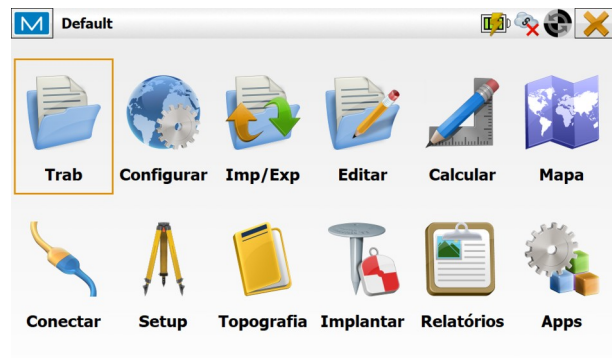 Default
Trab Configurar Imp/Exp Editar Calcular Mapa
Conectar Setup Topografia Implantar Relatórios Apps